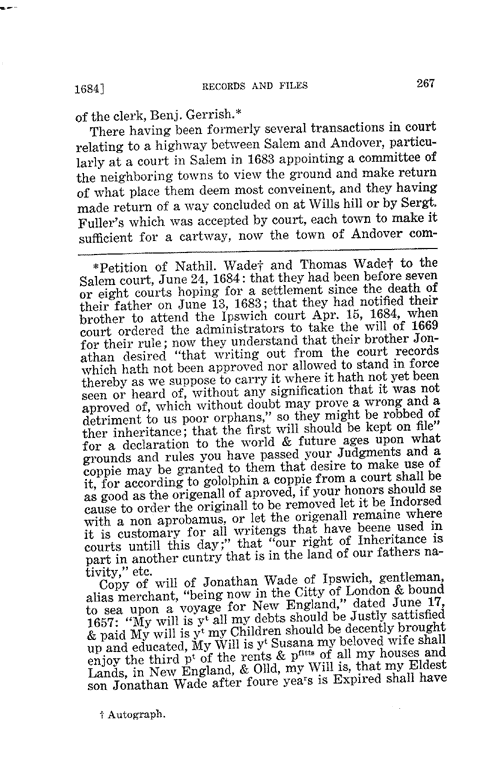 1684] RECORDS AND FILES 267
of the clerk, Benj. Gerrish.*
There having been formerly several transactions in court
relating to a highway between Salem and Andover, particu-
larly at a court in Salem in 1683 appointing a committee of
the neighboring towns to view the ground and make return
of what place them deem most conveinent, and they having
made return of a way concluded on at Wills hill or by Sergt.
Fuller's which was accepted by court, each town to make it
sufficient for a cartway, now the town of Andover com-
*Petition of Nathll. Wade† and Thomas Wade† to the
Salem court, June 24, 1684: that they had been before seven
or eight courts hoping for a settlement since the death of
their father on June 13, 1683; that they had notified their
brother to attend the Ipswich court Apr. 15, 1684, when
court ordered the administrators to take the will of 1669
for their rule; now they understand that their brother Jon-
athan desired "that writing out from the court records
which hath not been approved nor allowed to stand in force
thereby as we suppose to carry it where it hath not yet been
seen or heard of, without any signification that it was not
aproved of, which without doubt may prove a wrong and a
detriment to us poor orphans," so they might be robbed of
ther inheritance; that the first will should be kept on file"
for a declaration to the world & future ages upon what
grounds and rules you have passed your Judgments and a
coppie may be granted to them that desire to make use of
it, for according to gololphin a coppie from a court shall be
as good as the origenall of aproved, if your honors should se
cause to order the originall to be removed let it be Indorsed
with a non aprobamus, or let the origenall remaine where
it is customary for all writengs that have beene used in
courts untill this day;" that "our right of Inheritance is
part in another cuntry that is in the land of our fathers na-
tivity," etc.
Copy of will of Jonathan Wade of Ipswich, gentleman,
alias merchant, "being now in the Citty of London & bound
to sea upon a voyage for New England," dated June 17,
1657: "My will is yᵗ all my debts should be Justly sattisfied
& paid My will is yᵗ my Children should be decently brought
up and educated, My Will is yᵗ Susana my beloved wife shall
enjoy the third pᵗ of the rents & pᶠⁱᵗᵗˢ of all my houses and
Lands, in New England, & Olld, my Will is, that my Eldest
son Jonathan Wade after foure yeaʳs is Expired shall have
† Autograph.